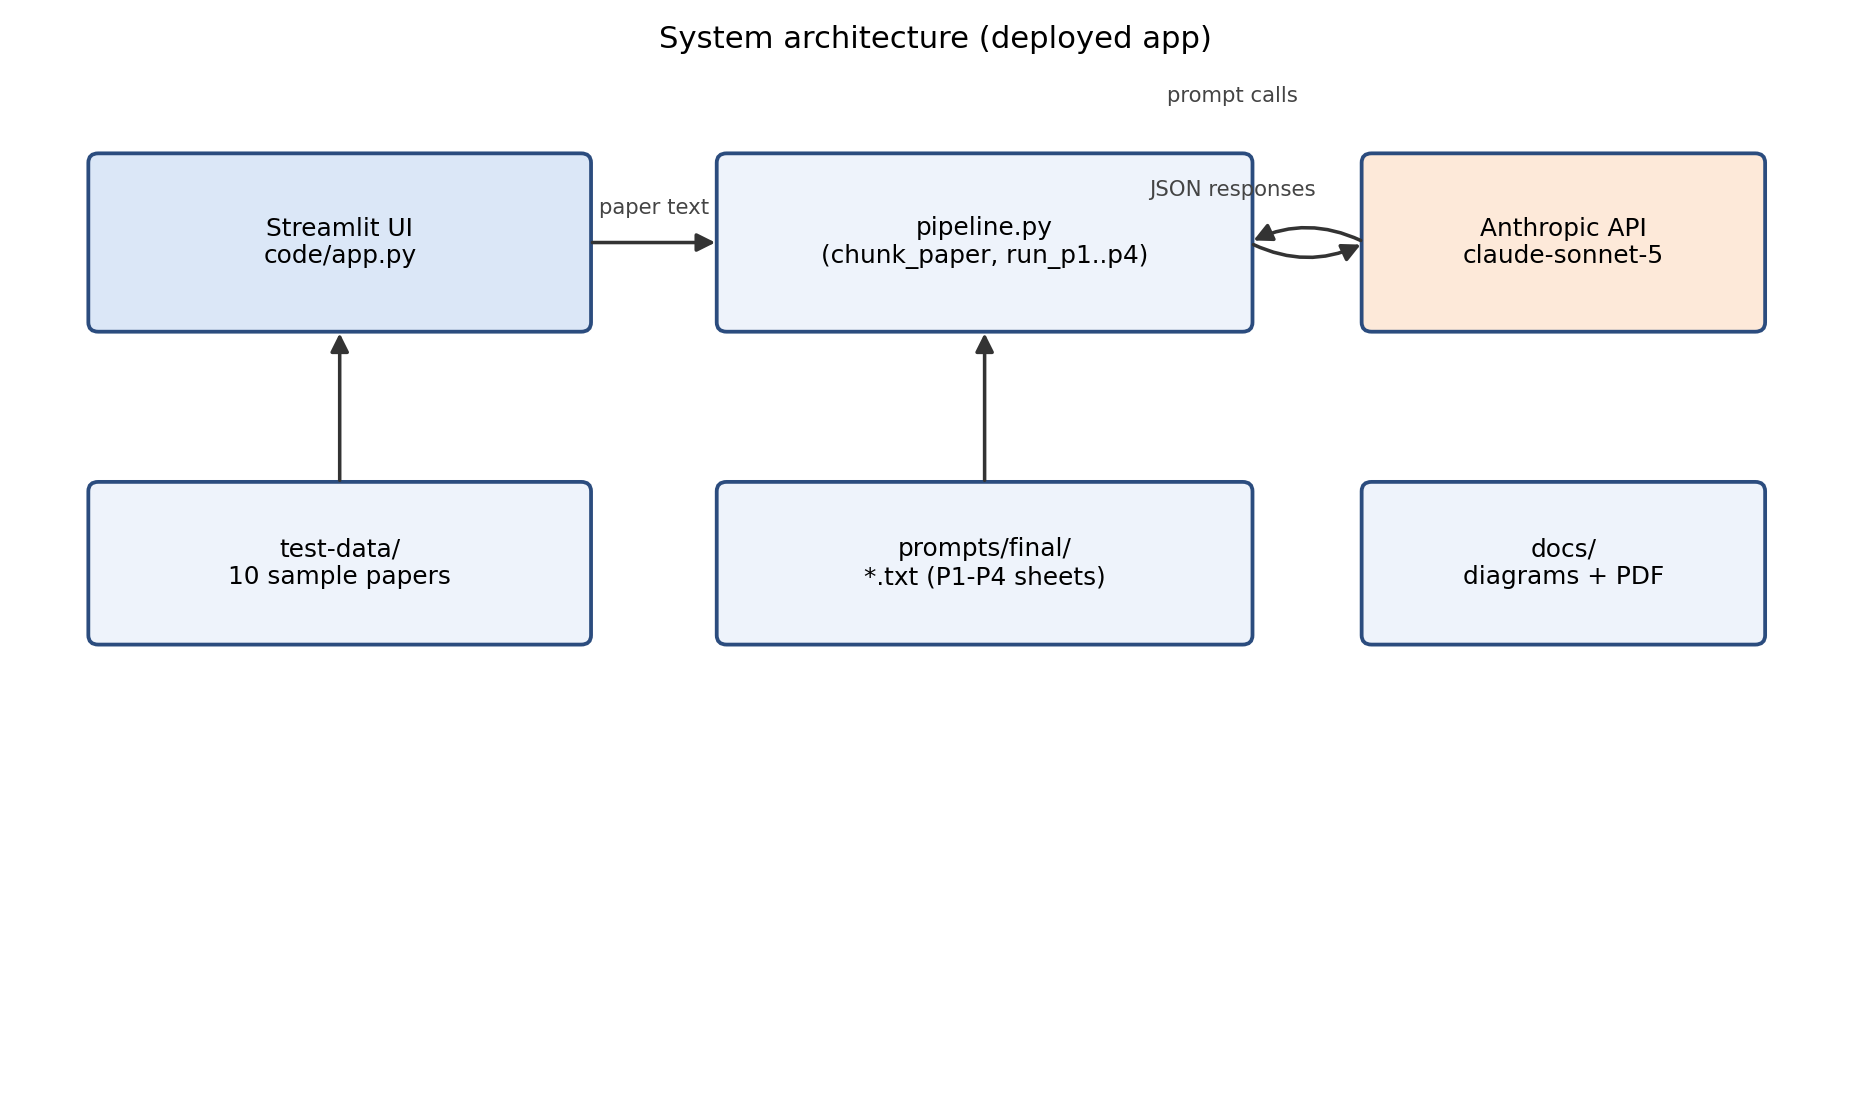 System architecture (deployed app)
prompt calls
paper text
JSON responses
Streamlit UI
code/app.py
pipeline.py
(chunk_paper, run_p1..p4)
Anthropic API
claude-sonnet-5
test-data/
10 sample papers
prompts/final/
*.txt (P1-P4 sheets)
docs/
diagrams + PDF